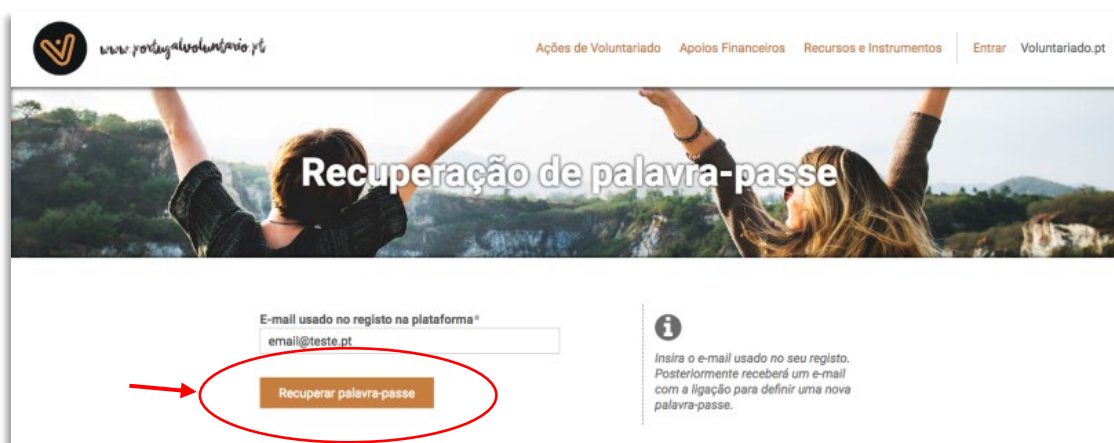 www.portugalvoluntario.pt
Ações de Voluntariado Apoios Financeiros Recursos e Instrumentos Entrar Voluntariado.pt
Recuperação de palavra-passe
E-mail usado no registo na plataforma*
email@teste.pt
Recuperar palavra-passe
Insira o e-mail usado no seu registo.
Posteriormente receberá um e-mail
com a ligação para definir uma nova
palavra-passe.